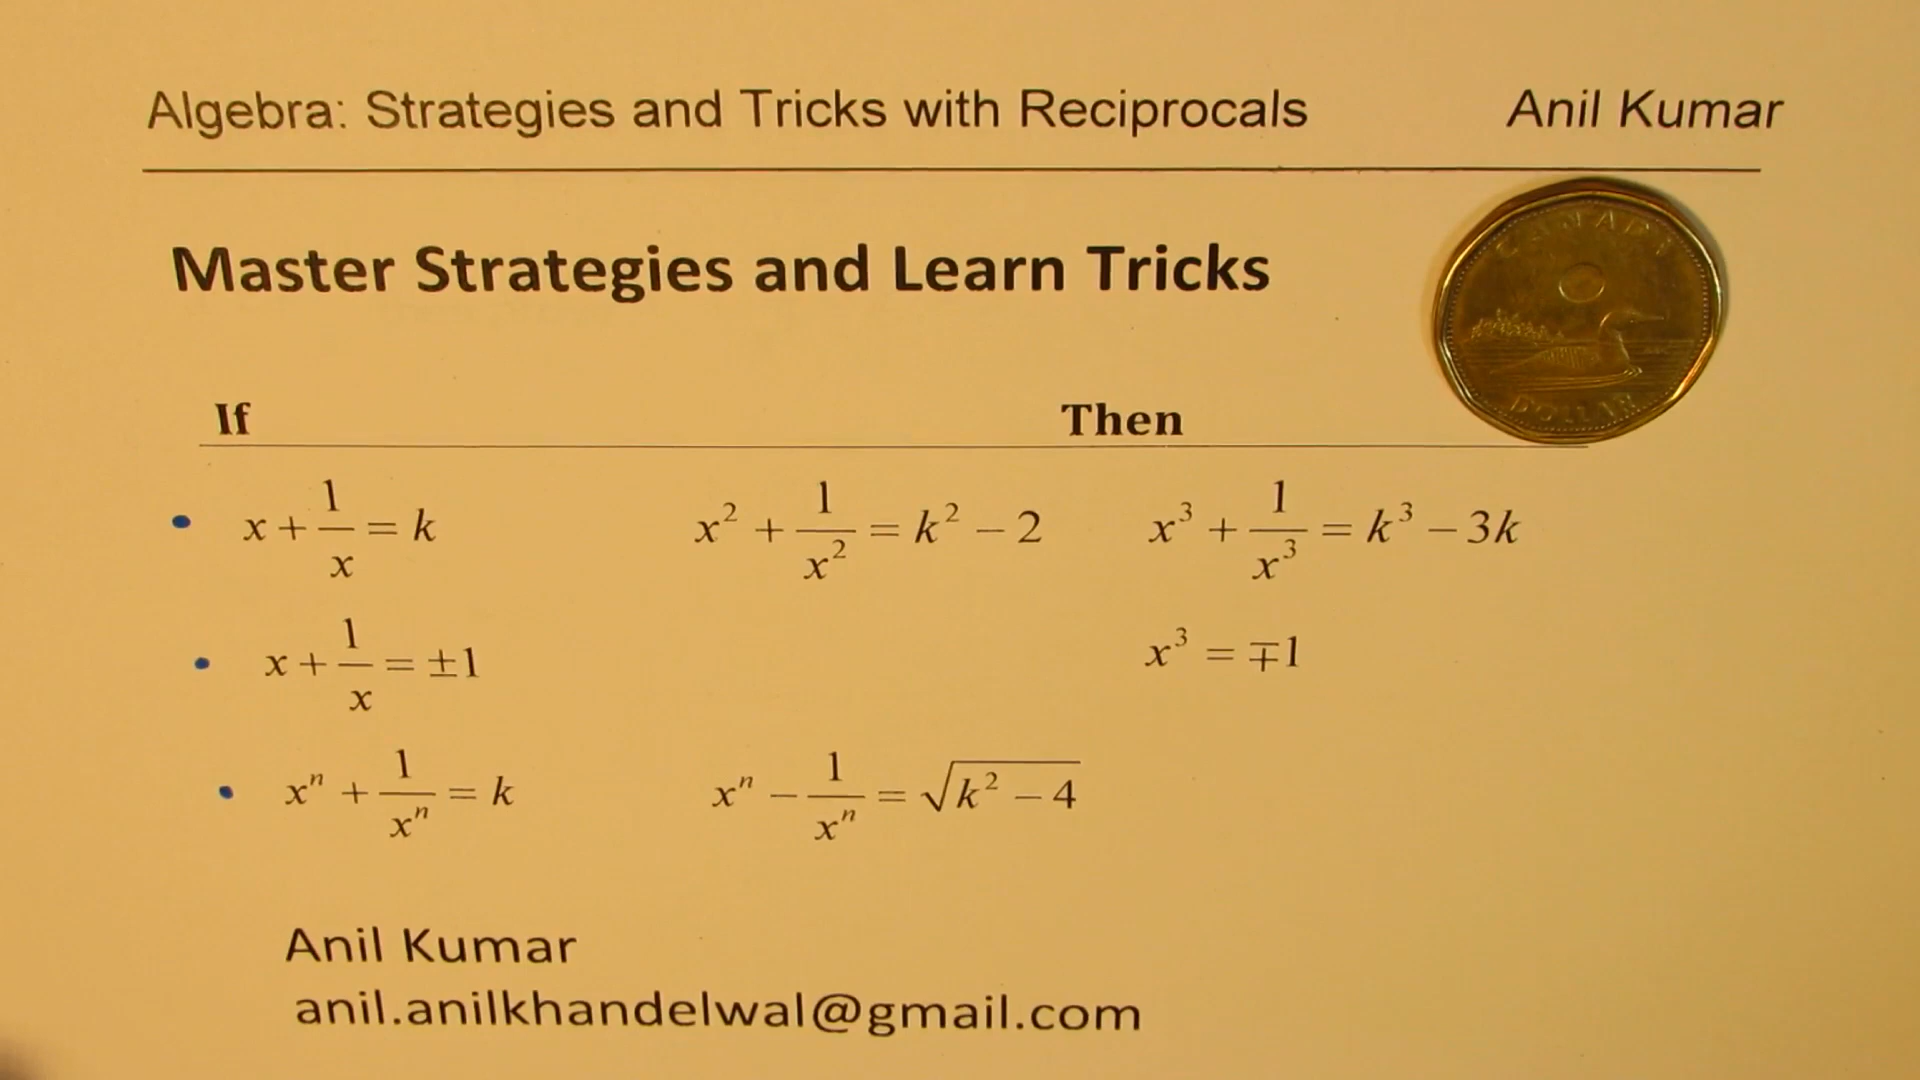 Algebra: Strategies and Tricks with Reciprocals Anil Kumar
Master Strategies and Learn Tricks
CANADA
DOLLAR
If Then
• x + 1/x = k x² + 1/x² = k² − 2 x³ + 1/x³ = k³ − 3k
• x + 1/x = ±1 x³ = ∓1
• xⁿ + 1/xⁿ = k xⁿ − 1/xⁿ = √(k² − 4)
Anil Kumar
anil.anilkhandelwal@gmail.com